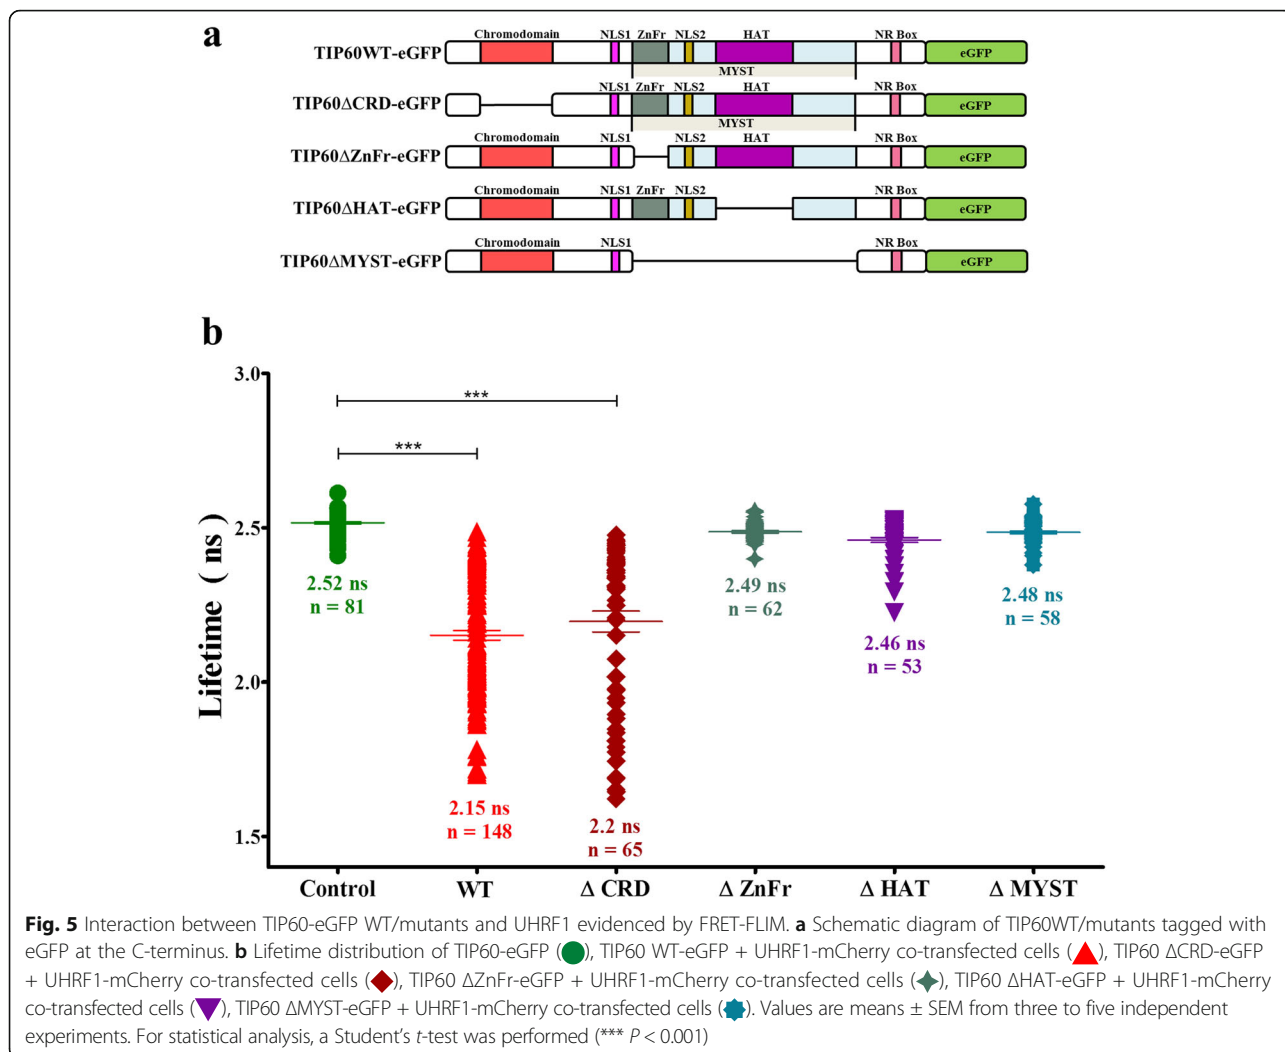 a
Chromodomain NLS1 ZnFr NLS2 HAT NR Box
TIP60WT-eGFP eGFP
MYST
NLS1 ZnFr NLS2 HAT NR Box
TIP60ΔCRD-eGFP eGFP
MYST
Chromodomain NLS1 NLS2 HAT NR Box
TIP60ΔZnFr-eGFP eGFP
Chromodomain NLS1 ZnFr NLS2 NR Box
TIP60ΔHAT-eGFP eGFP
Chromodomain NLS1 NR Box
TIP60ΔMYST-eGFP eGFP
b
Lifetime ( ns )
3.0
2.5
2.0
1.5
***
***
2.52 ns
n = 81
2.15 ns
n = 148
2.2 ns
n = 65
2.49 ns
n = 62
2.46 ns
n = 53
2.48 ns
n = 58
Control WT Δ CRD Δ ZnFr Δ HAT Δ MYST
Fig. 5 Interaction between TIP60-eGFP WT/mutants and UHRF1 evidenced by FRET-FLIM. a Schematic diagram of TIP60WT/mutants tagged with
eGFP at the C-terminus. b Lifetime distribution of TIP60-eGFP (), TIP60 WT-eGFP + UHRF1-mCherry co-transfected cells (), TIP60 ΔCRD-eGFP
+ UHRF1-mCherry co-transfected cells (), TIP60 ΔZnFr-eGFP + UHRF1-mCherry co-transfected cells (), TIP60 ΔHAT-eGFP + UHRF1-mCherry
co-transfected cells (), TIP60 ΔMYST-eGFP + UHRF1-mCherry co-transfected cells (). Values are means ± SEM from three to five independent
experiments. For statistical analysis, a Student's t-test was performed (*** P < 0.001)